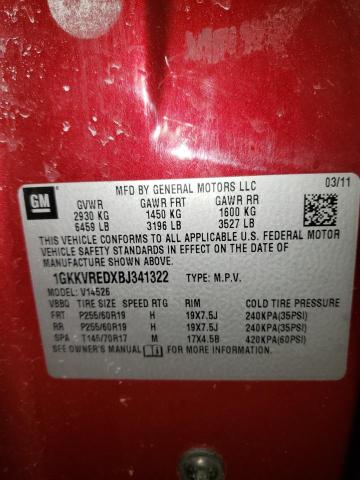 GM
MFD BY GENERAL MOTORS LLC 03/11
GVWR GAWR FRT GAWR RR
2930 KG 1450 KG 1600 KG
6459 LB 3196 LB 3527 LB
THIS VEHICLE CONFORMS TO ALL APPLICABLE U.S. FEDERAL MOTOR
VEHICLE SAFETY STANDARDS IN EFFECT ON THE DATE OF
MANUFACTURE SHOWN ABOVE.
1GKKVREDXBJ341322 TYPE: M.P.V.
MODEL: V14526
VBBQ TIRE SIZE SPEED RTG RIM COLD TIRE PRESSURE
FRT P255/60R19 H 19X7.5J 240KPA(35PSI)
RR P255/60R19 H 19X7.5J 240KPA(35PSI)
SPA T145/70R17 M 17X4.5B 420KPA(60PSI)
SEE OWNER'S MANUAL FOR MORE INFORMATION.